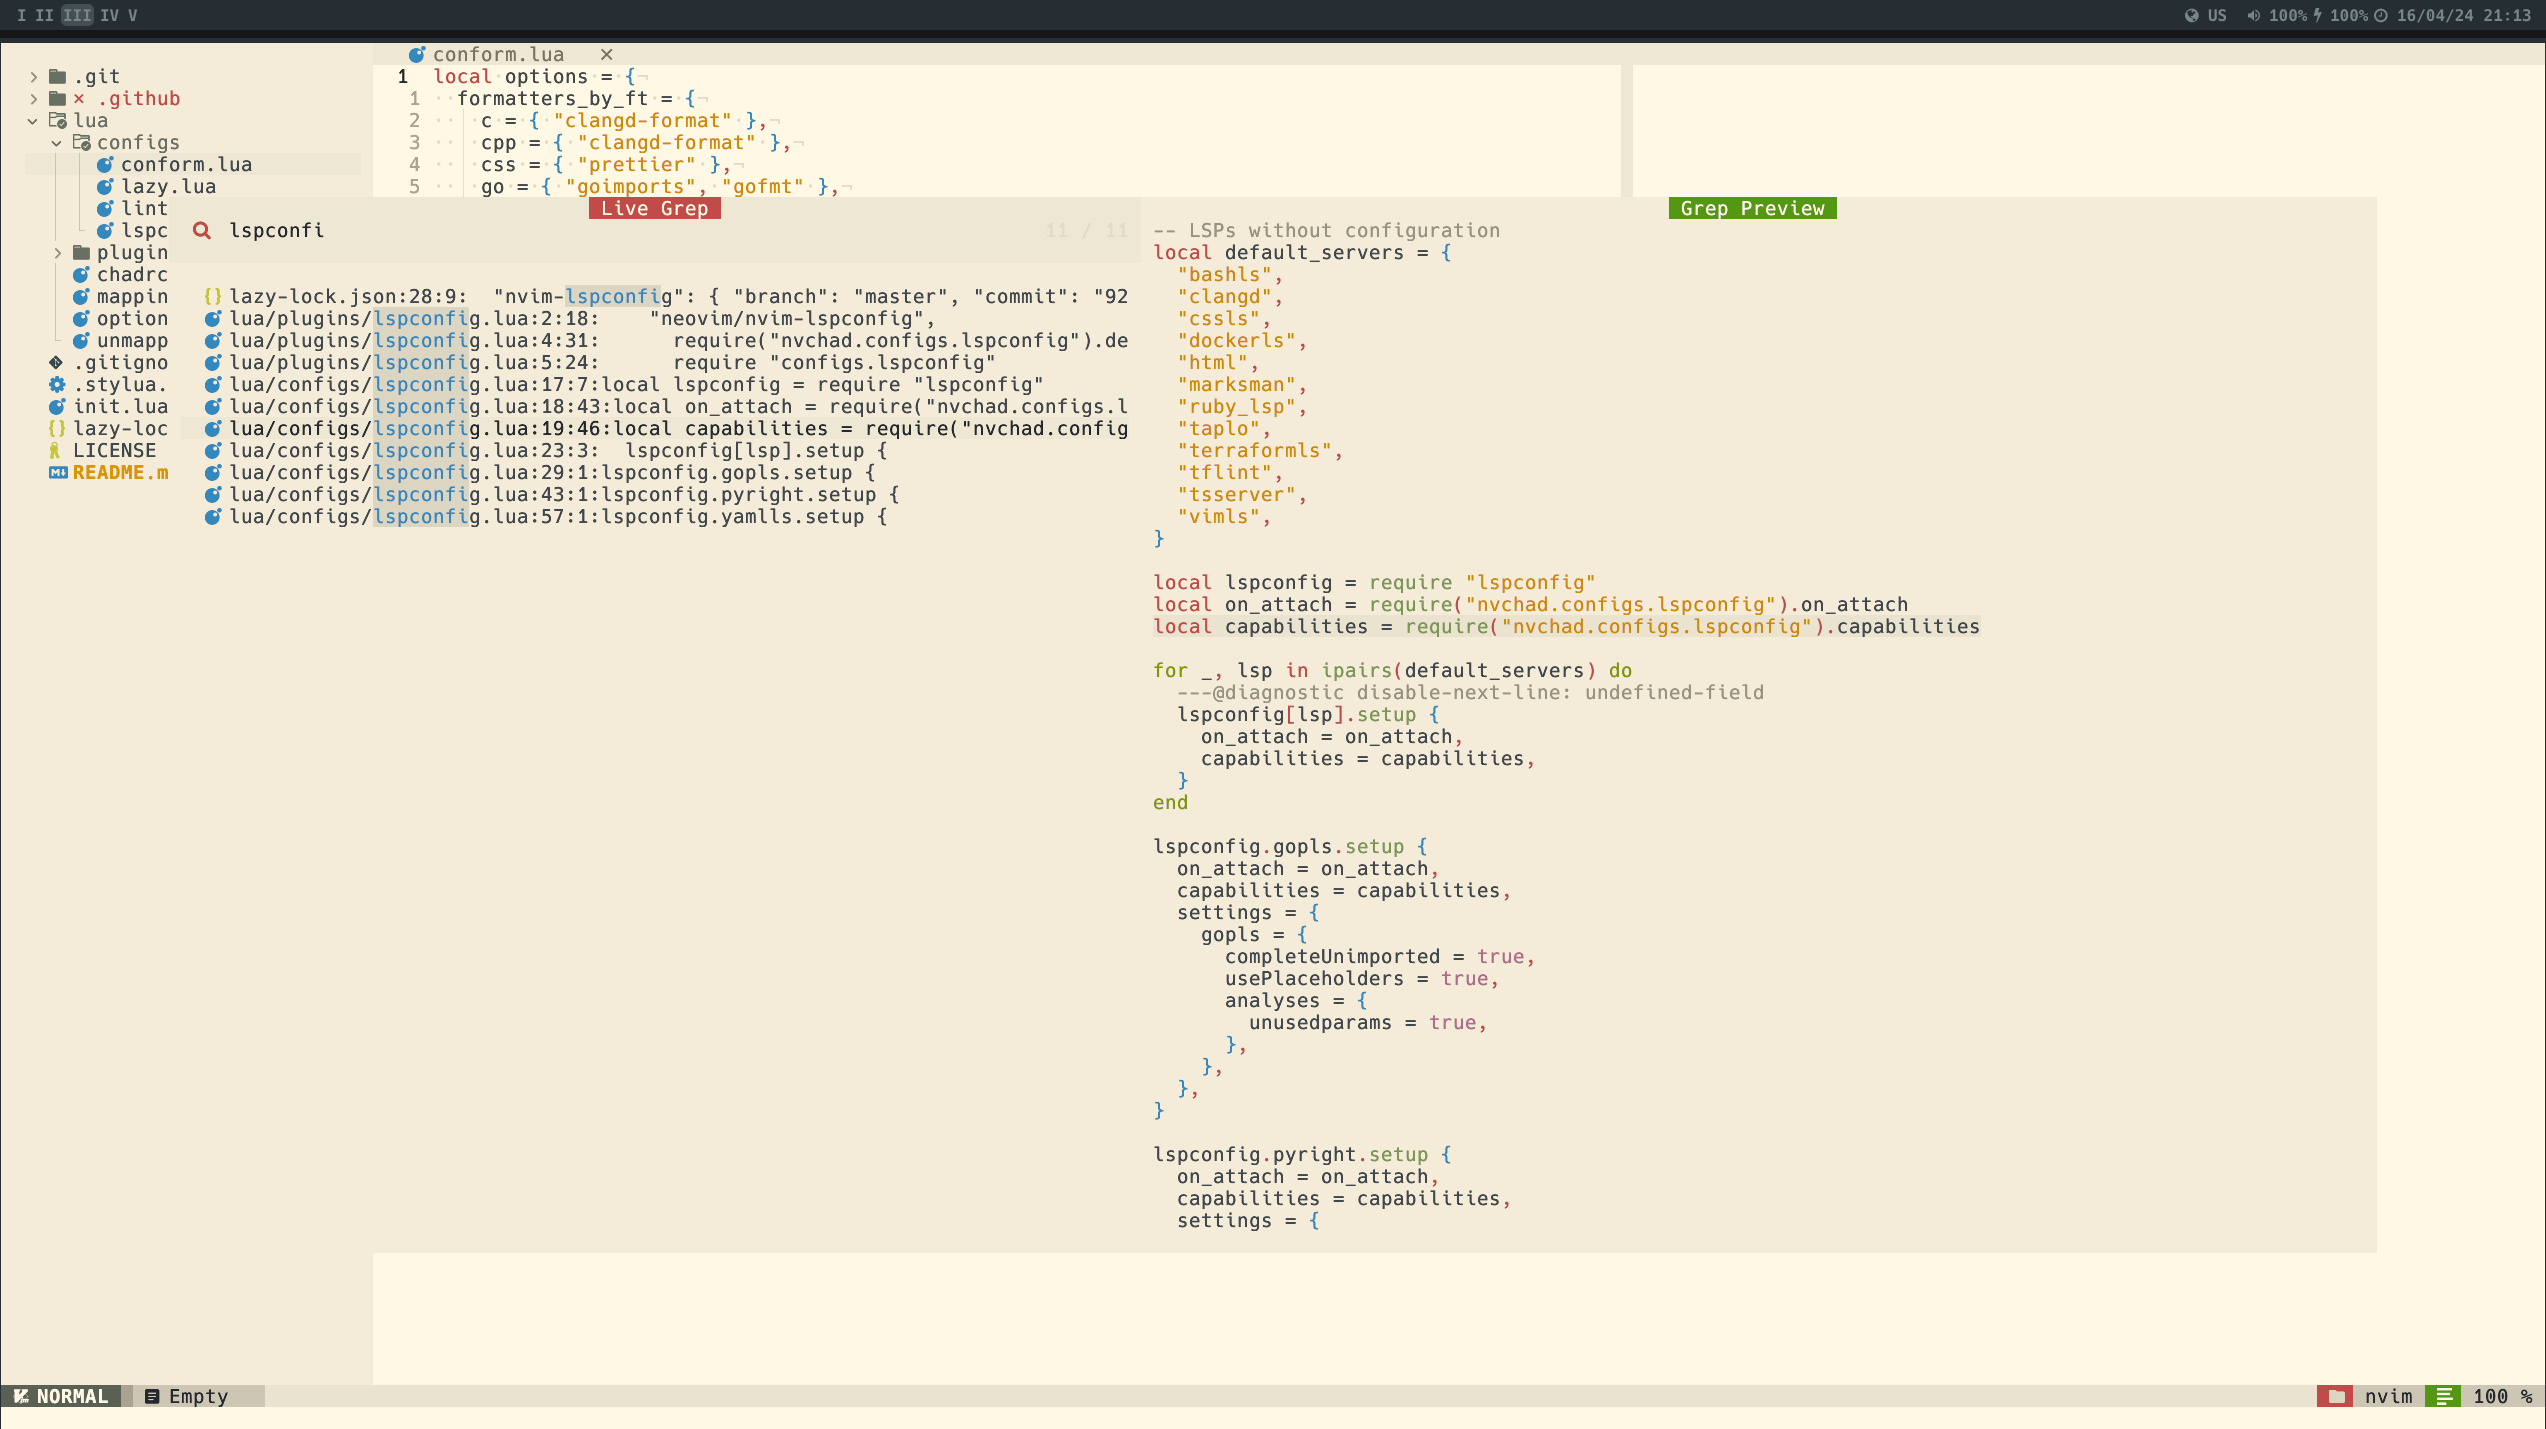 I II III IV V
US 100% 100% 16/04/24 21:13
.git
× .github
lua
configs
conform.lua
lazy.lua
lint
lspc
plugin
chadrc
mappin
option
unmapp
.gitigno
.stylua.
init.lua
lazy-loc
LICENSE
README.m
conform.lua ×
1 local options = {¬
1 ··formatters_by_ft = {¬
2 ·· c = { "clangd-format" },¬
3 ·· cpp = { "clangd-format" },¬
4 ·· css = { "prettier" },¬
5 ·· go = { "goimports", "gofmt" },¬
Live Grep
lspconfi 11 / 11
lazy-lock.json:28:9: "nvim-lspconfig": { "branch": "master", "commit": "92
lua/plugins/lspconfig.lua:2:18: "neovim/nvim-lspconfig",
lua/plugins/lspconfig.lua:4:31: require("nvchad.configs.lspconfig").de
lua/plugins/lspconfig.lua:5:24: require "configs.lspconfig"
lua/configs/lspconfig.lua:17:7:local lspconfig = require "lspconfig"
lua/configs/lspconfig.lua:18:43:local on_attach = require("nvchad.configs.l
lua/configs/lspconfig.lua:19:46:local capabilities = require("nvchad.config
lua/configs/lspconfig.lua:23:3: lspconfig[lsp].setup {
lua/configs/lspconfig.lua:29:1:lspconfig.gopls.setup {
lua/configs/lspconfig.lua:43:1:lspconfig.pyright.setup {
lua/configs/lspconfig.lua:57:1:lspconfig.yamlls.setup {
Grep Preview
-- LSPs without configuration
local default_servers = {
"bashls",
"clangd",
"cssls",
"dockerls",
"html",
"marksman",
"ruby_lsp",
"taplo",
"terraformls",
"tflint",
"tsserver",
"vimls",
}
local lspconfig = require "lspconfig"
local on_attach = require("nvchad.configs.lspconfig").on_attach
local capabilities = require("nvchad.configs.lspconfig").capabilities
for _, lsp in ipairs(default_servers) do
---@diagnostic disable-next-line: undefined-field
lspconfig[lsp].setup {
on_attach = on_attach,
capabilities = capabilities,
}
end
lspconfig.gopls.setup {
on_attach = on_attach,
capabilities = capabilities,
settings = {
gopls = {
completeUnimported = true,
usePlaceholders = true,
analyses = {
unusedparams = true,
},
},
},
}
lspconfig.pyright.setup {
on_attach = on_attach,
capabilities = capabilities,
settings = {
NORMAL Empty nvim 100 %